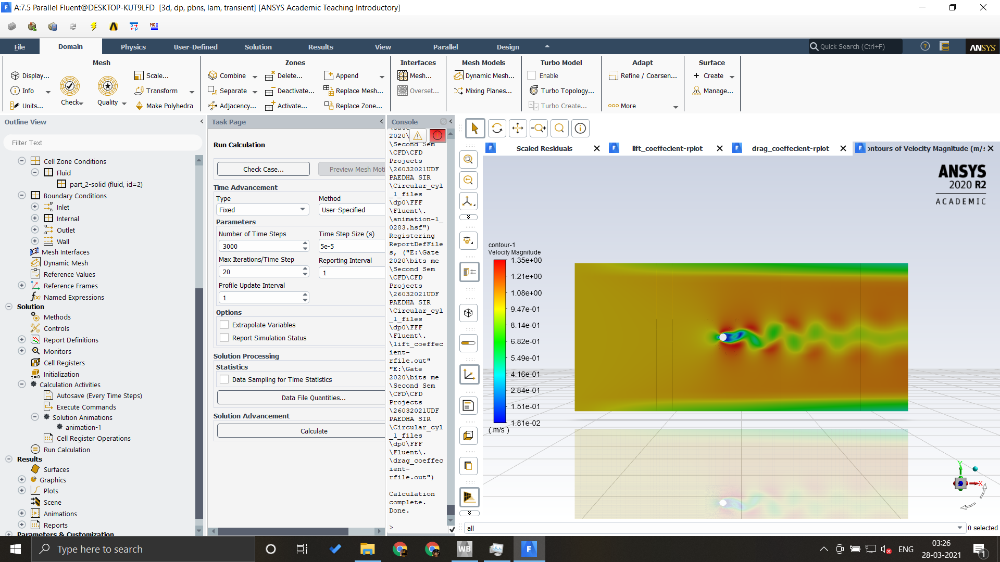 A:7.5 Parallel Fluent@DESKTOP-KUT9LFD [3d, dp, pbns, lam, transient] [ANSYS Academic Teaching Introductory]
File
Domain
Physics
User-Defined
Solution
Results
View
Parallel
Design
Quick Search (Ctrl+F)
ANSYS
Mesh
Display...
Info
Units...
Check
Quality
Scale...
Transform
Make Polyhedra
Zones
Combine
Separate
Adjacency...
Delete...
Deactivate...
Activate...
Append
Replace Mesh...
Replace Zone...
Interfaces
Mesh...
Overset...
Mesh Models
Dynamic Mesh...
Mixing Planes...
Turbo Model
Enable
Turbo Topology...
Turbo Create...
Adapt
Refine / Coarsen...
More
Surface
Create
Manage...
Outline View
Filter Text
Cell Zone Conditions
Fluid
part_2-solid (fluid, id=2)
Boundary Conditions
Inlet
Internal
Outlet
Wall
Mesh Interfaces
Dynamic Mesh
Reference Values
Reference Frames
Named Expressions
Solution
Methods
Controls
Report Definitions
Monitors
Cell Registers
Initialization
Calculation Activities
Autosave (Every Time Steps)
Execute Commands
Solution Animations
animation-1
Cell Register Operations
Run Calculation
Results
Surfaces
Graphics
Plots
Scene
Animations
Reports
Parameters & Customization
Task Page
Run Calculation
Check Case...
Preview Mesh Moti
Time Advancement
Type
Method
Fixed
User-Specified
Parameters
Number of Time Steps
Time Step Size (s)
3000
5e-5
Max Iterations/Time Step
Reporting Interval
20
1
Profile Update Interval
1
Options
Extrapolate Variables
Report Simulation Status
Solution Processing
Statistics
Data Sampling for Time Statistics
Data File Quantities...
Solution Advancement
Calculate
Console
2020\
\Second Sem
\CFD\CFD
Projects
\26032021UDF
PAEDHA SIR
\Circular_cyl
_1_files
\dp0\FFF
\Fluent\.
\animation-1_
0283.hsf")
Registering
ReportDefFile
s, ("E:\Gate
2020\bits me
\Second Sem
\CFD\CFD
Projects
\26032021UDF
PAEDHA SIR
\Circular_cyl
_1_files
\dp0\FFF
\Fluent\.
\lift_coeffec
ient-
rfile.out"
"E:\Gate
2020\bits me
\Second Sem
\CFD\CFD
Projects
\26032021UDF
PAEDHA SIR
\Circular_cyl
_1_files
\dp0\FFF
\Fluent\.
\drag_coeffec
ient-
rfile.out")
Calculation
complete.
Done.
>
Scaled Residuals
lift_coeffecient-rplot
drag_coeffecient-rplot
ontours of Velocity Magnitude (m/s
ANSYS
2020 R2
ACADEMIC
contour-1
Velocity Magnitude
1.35e+00
1.21e+00
1.08e+00
9.47e-01
8.14e-01
6.82e-01
5.49e-01
4.16e-01
2.84e-01
1.51e-01
1.81e-02
( m/s )
Y
X
all
0 selected
Type here to search
WB
F
ENG
03:26
28-03-2021
1